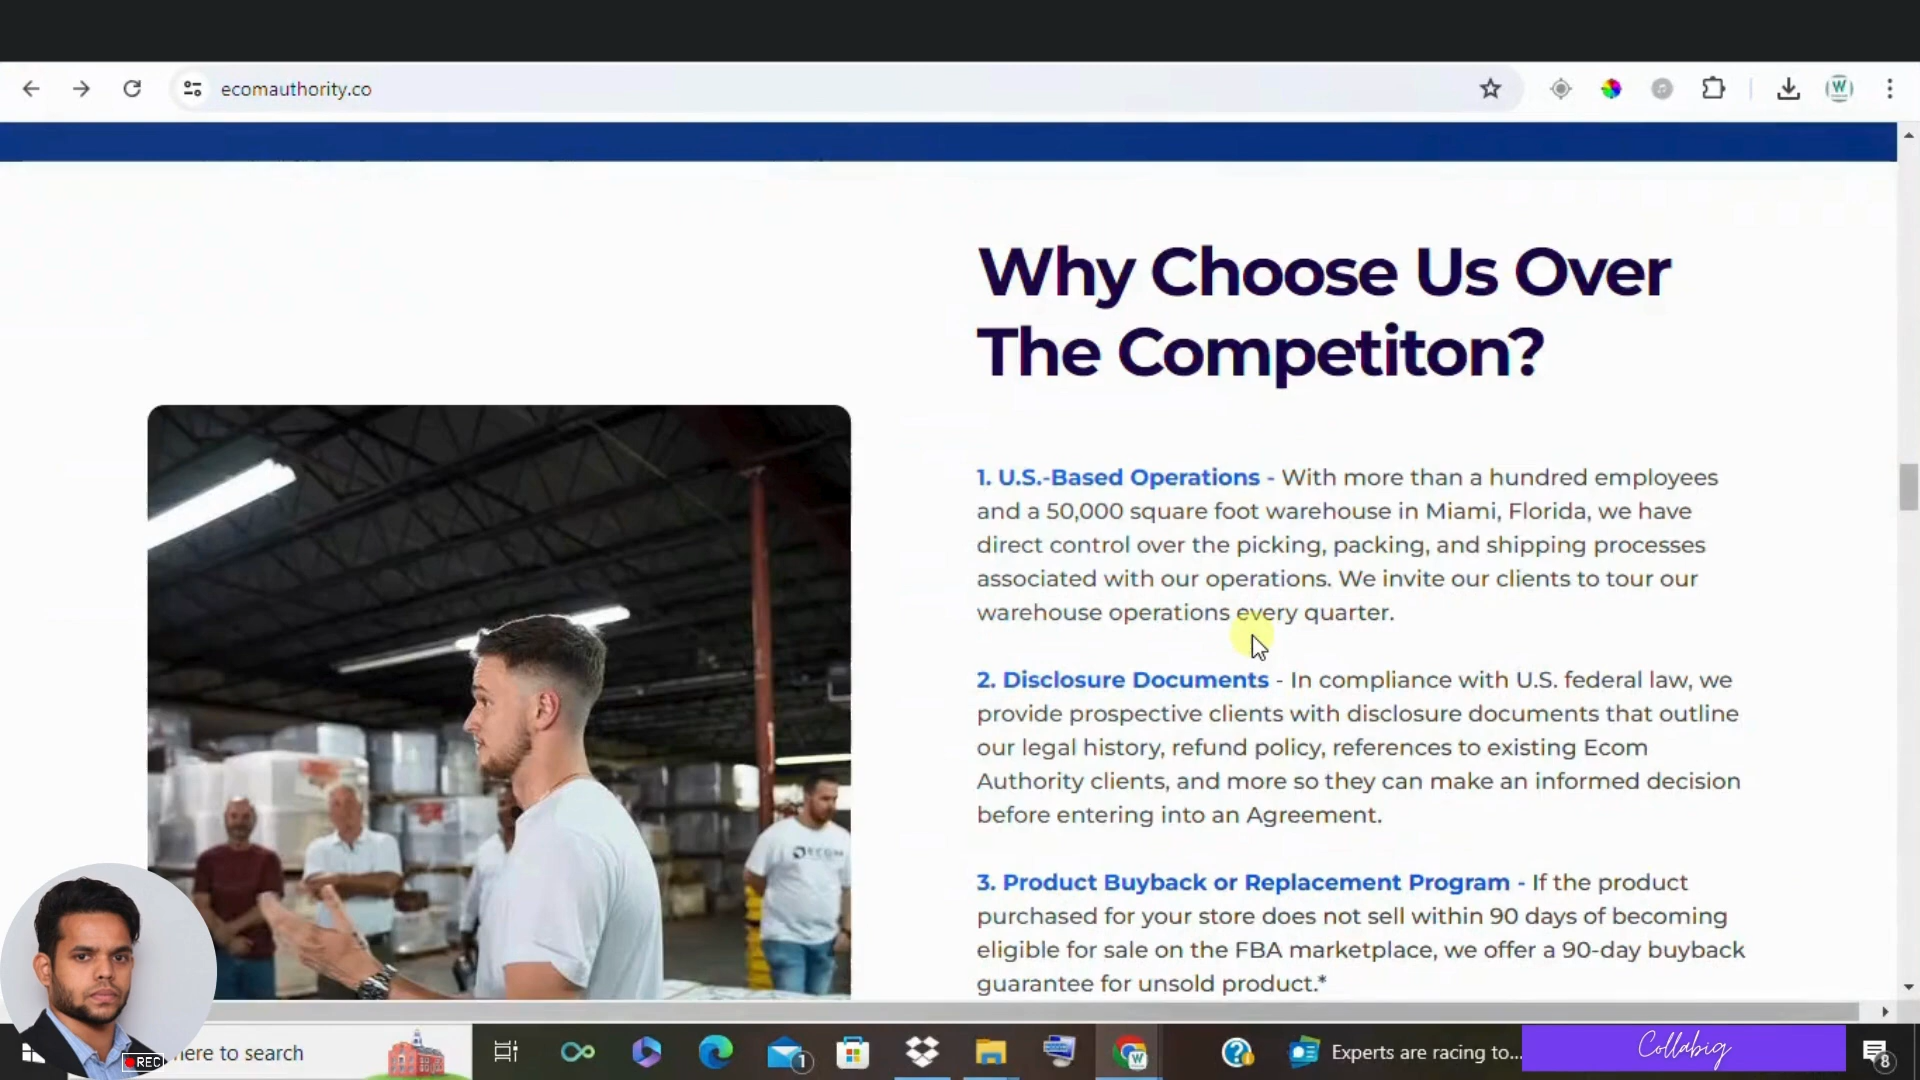 ecomauthority.co
W
Why Choose Us Over
The Competiton?
1. U.S.-Based Operations - With more than a hundred employees
and a 50,000 square foot warehouse in Miami, Florida, we have
direct control over the picking, packing, and shipping processes
associated with our operations. We invite our clients to tour our
warehouse operations every quarter.
2. Disclosure Documents - In compliance with U.S. federal law, we
provide prospective clients with disclosure documents that outline
our legal history, refund policy, references to existing Ecom
Authority clients, and more so they can make an informed decision
before entering into an Agreement.
3. Product Buyback or Replacement Program - If the product
purchased for your store does not sell within 90 days of becoming
eligible for sale on the FBA marketplace, we offer a 90-day buyback
guarantee for unsold product.*
ECOM
REC
here to search
1
W
Experts are racing to...
Collabig
8